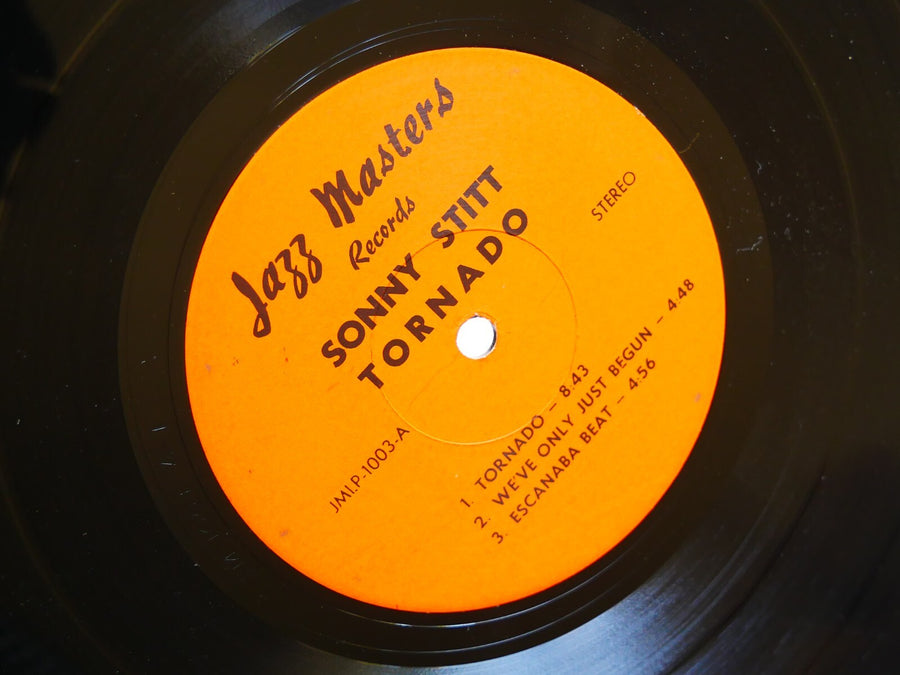 Jazz Masters
Records
SONNY STITT
TORNADO
STEREO
JMLP-1003-A
1. TORNADO – 8.43
2. WE'VE ONLY JUST BEGUN – 4.48
3. ESCANABA BEAT – 4:56